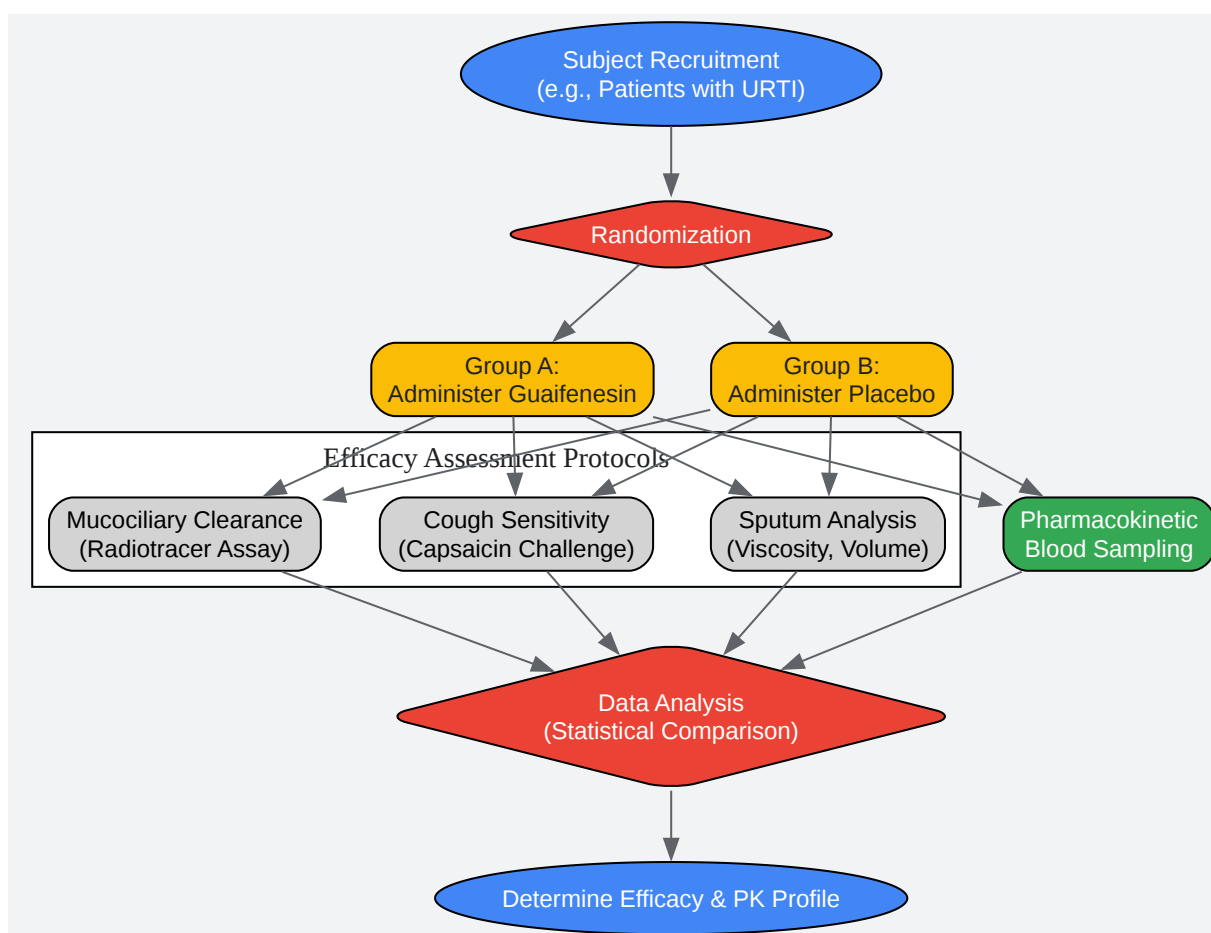 Subject Recruitment
(e.g., Patients with URTI)
Randomization
Group A:
Administer Guaifenesin
Group B:
Administer Placebo
Efficacy Assessment Protocols
Mucociliary Clearance
(Radiotracer Assay)
Cough Sensitivity
(Capsaicin Challenge)
Sputum Analysis
(Viscosity, Volume)
Pharmacokinetic
Blood Sampling
Data Analysis
(Statistical Comparison)
Determine Efficacy & PK Profile